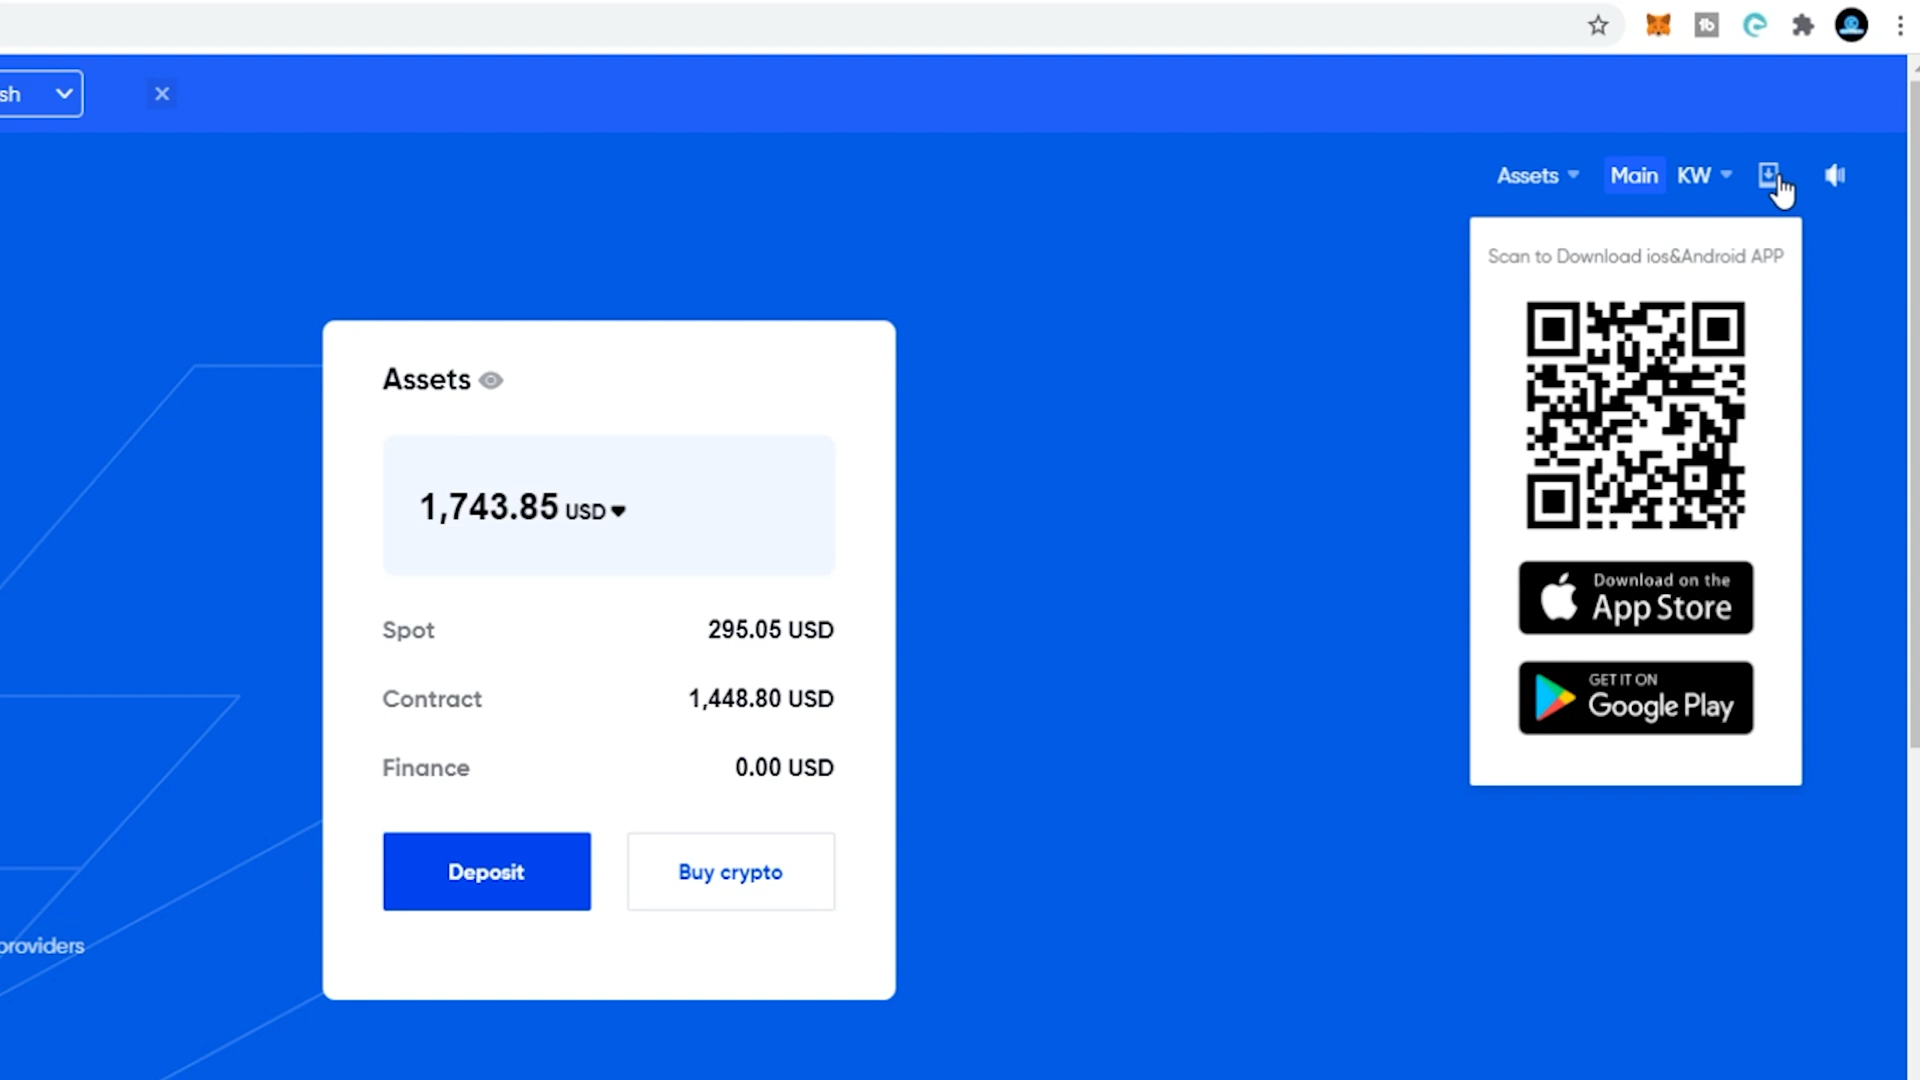 sh
Assets
Main
KW
Scan to Download ios&Android APP
Assets
1,743.85 USD
Spot 295.05 USD
Contract 1,448.80 USD
Finance 0.00 USD
Deposit
Buy crypto
Download on the
App Store
GET IT ON
Google Play
providers